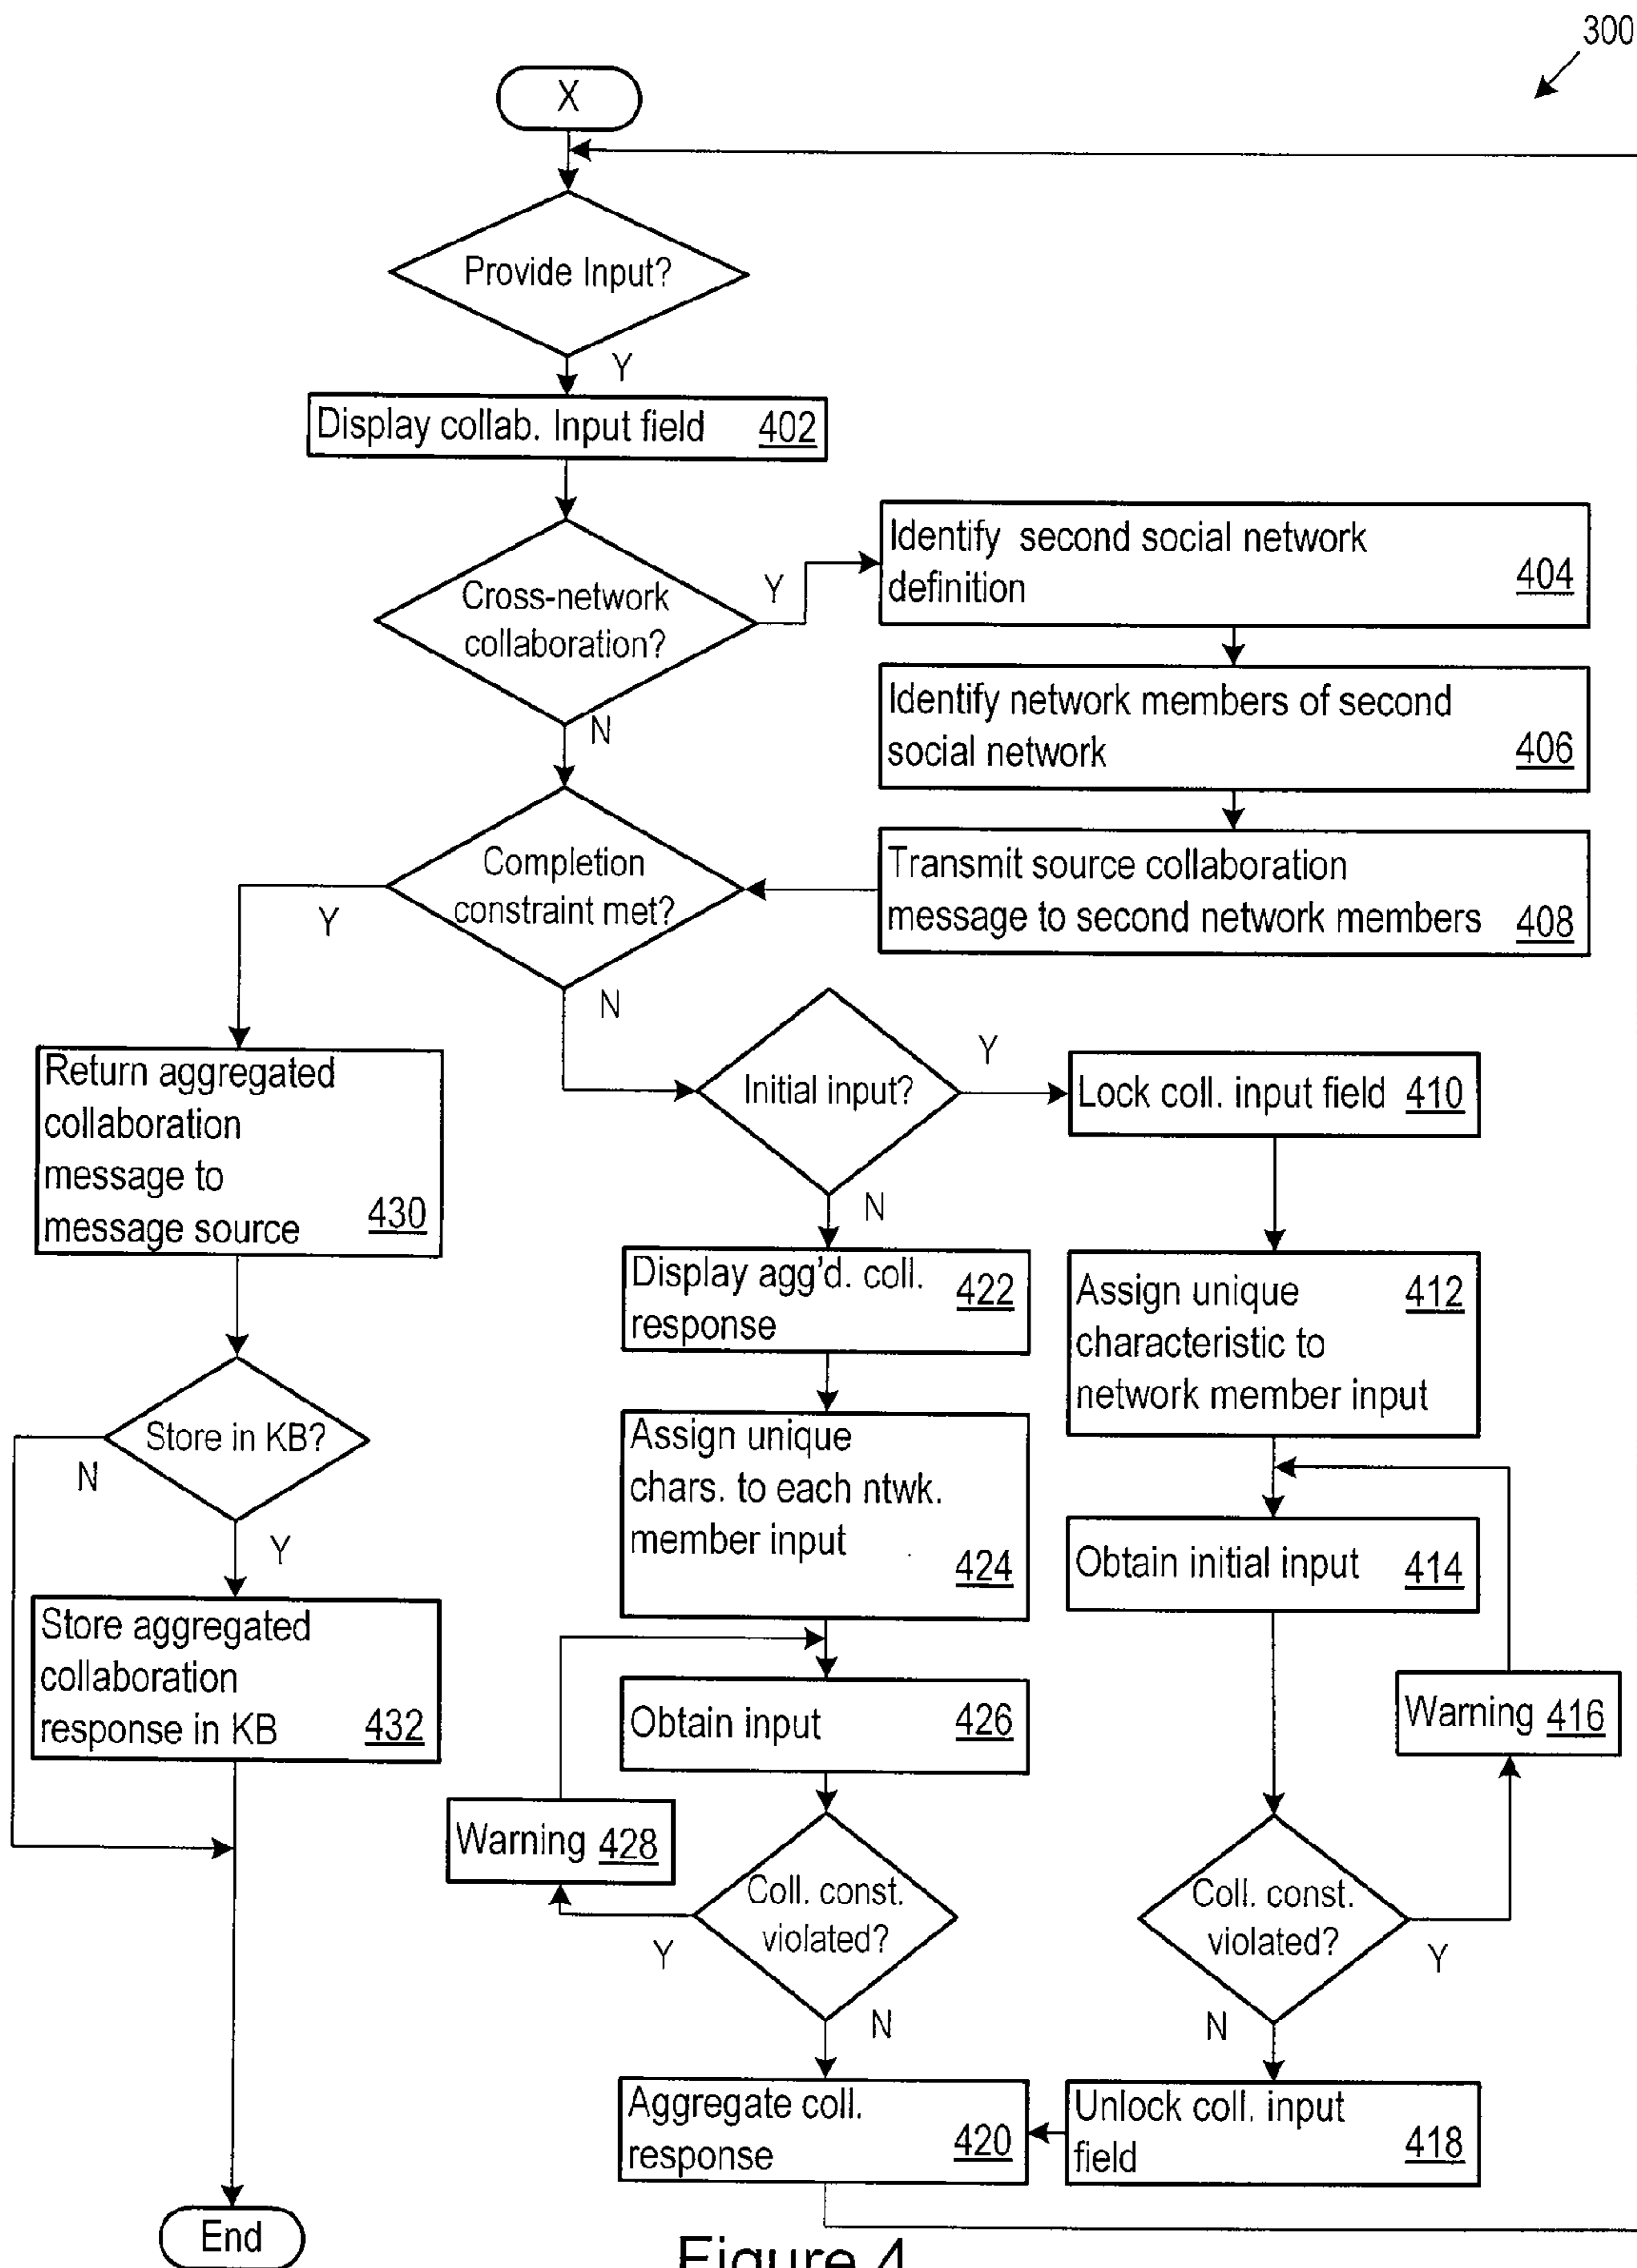 300
X
Provide Input?
Y
Display collab. Input field 402
Cross-network
collaboration?
Y
N
Identify second social network
definition 404
Identify network members of second
social network 406
Transmit source collaboration
message to second network members 408
Completion
constraint met?
Y
N
Return aggregated
collaboration
message to
message source 430
Store in KB?
N
Y
Store aggregated
collaboration
response in KB 432
End
Initial input?
Y
N
Lock coll. input field 410
Assign unique 412
characteristic to
network member input
Obtain initial input 414
Warning 416
Coll. const.
violated?
Y
N
Unlock coll. input
field 418
Display agg'd. coll. 422
response
Assign unique
chars. to each ntwk.
member input 424
Obtain input 426
Warning 428
Coll. const.
violated?
Y
N
Aggregate coll.
response 420
Figure 4